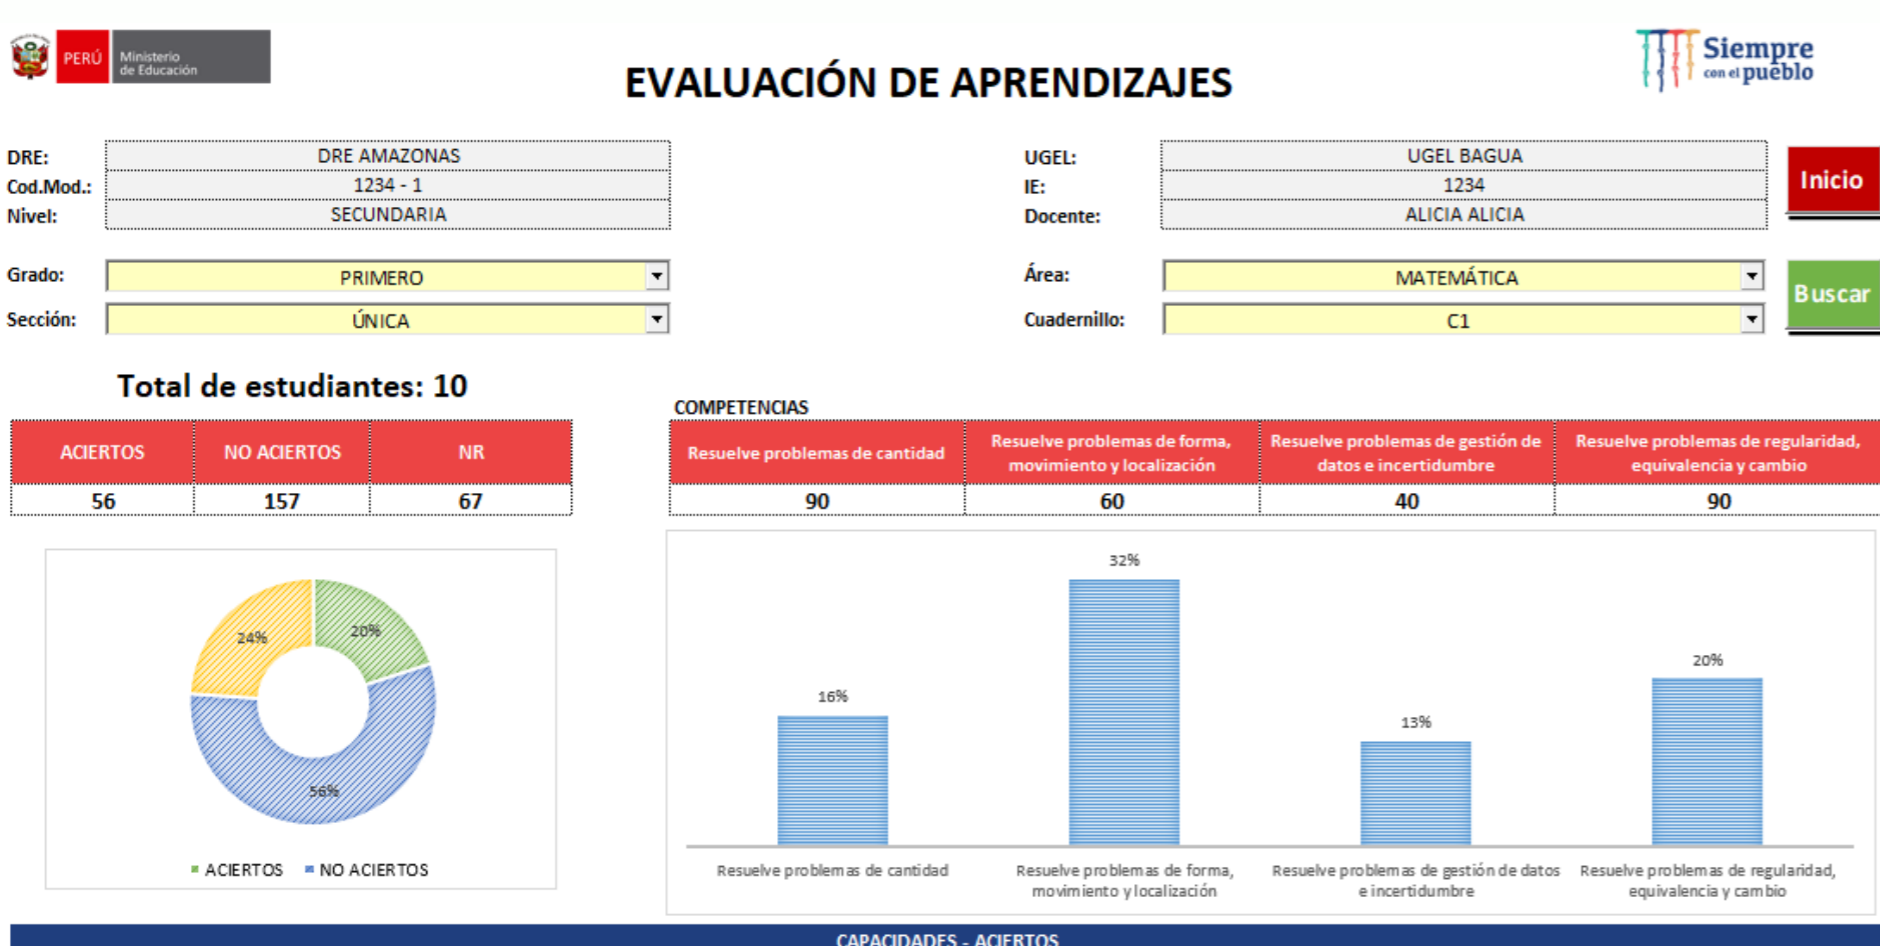 PERÚ
Ministerio
de Educación
EVALUACIÓN DE APRENDIZAJES
Siempre
con el pueblo
DRE: DRE AMAZONAS
UGEL: UGEL BAGUA
Cod.Mod.: 1234 - 1
IE: 1234
Nivel: SECUNDARIA
Docente: ALICIA ALICIA
Inicio
Grado: PRIMERO
Área: MATEMÁTICA
Sección: ÚNICA
Cuadernillo: C1
Buscar
Total de estudiantes: 10
ACIERTOS NO ACIERTOS NR
56 157 67
24% 20%
56%
ACIERTOS NO ACIERTOS
COMPETENCIAS
Resuelve problemas de cantidad
Resuelve problemas de forma,
movimiento y localización
Resuelve problemas de gestión de
datos e incertidumbre
Resuelve problemas de regularidad,
equivalencia y cambio
90 60 40 90
16%
32%
13%
20%
Resuelve problemas de cantidad
Resuelve problemas de forma,
movimiento y localización
Resuelve problemas de gestión de datos
e incertidumbre
Resuelve problemas de regularidad,
equivalencia y cambio
CAPACIDADES - ACIERTOS